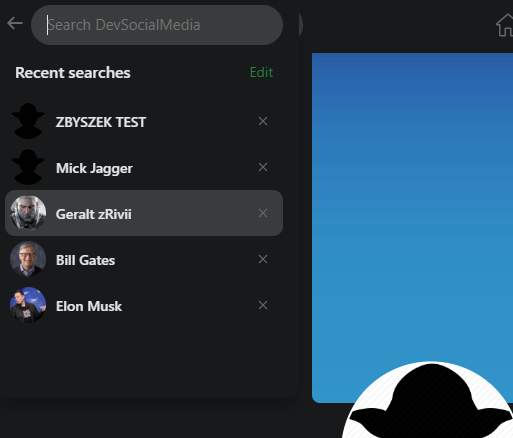 Search DevSocialMedia
Recent searches Edit
ZBYSZEK TEST
Mick Jagger
Geralt zRivii
Bill Gates
Elon Musk